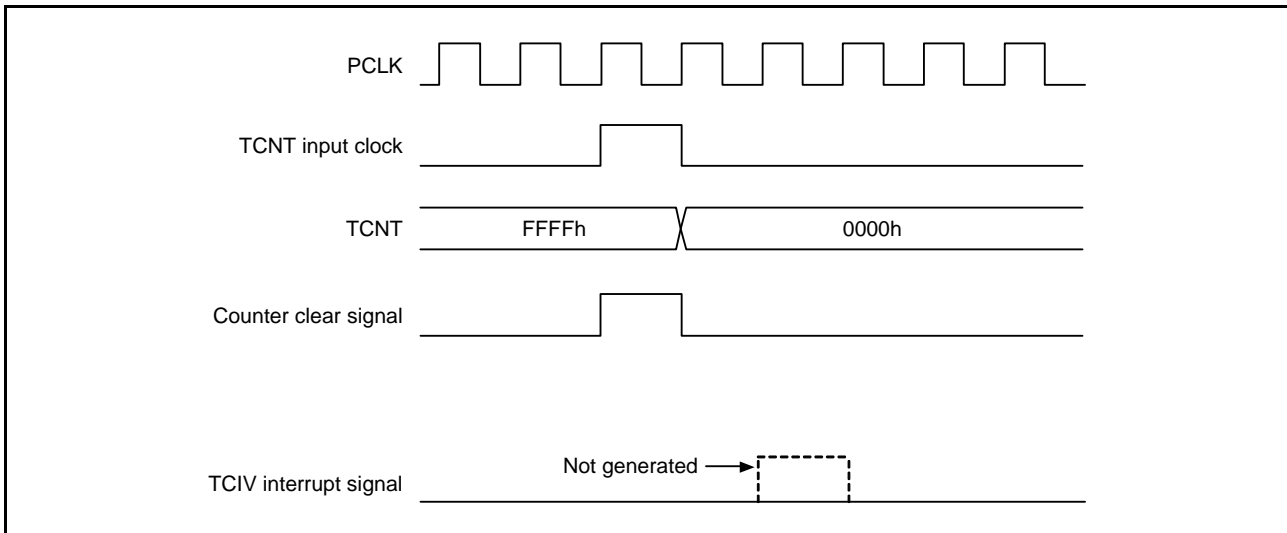 PCLK
TCNT input clock
TCNT
FFFFh
0000h
Counter clear signal
Not generated
TCIV interrupt signal